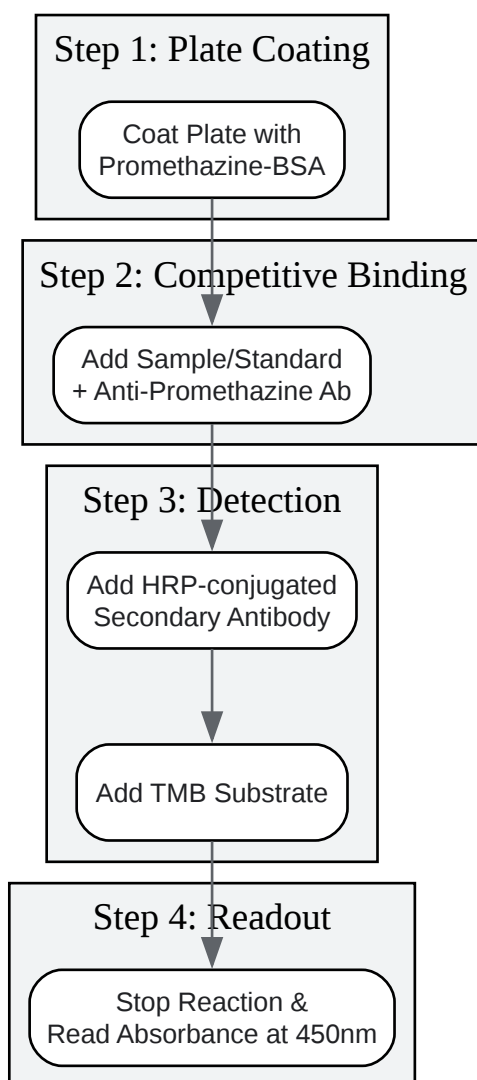 Step 1: Plate Coating
Coat Plate with
Promethazine-BSA
Step 2: Competitive Binding
Add Sample/Standard
+ Anti-Promethazine Ab
Step 3: Detection
Add HRP-conjugated
Secondary Antibody
Add TMB Substrate
Step 4: Readout
Stop Reaction &
Read Absorbance at 450nm